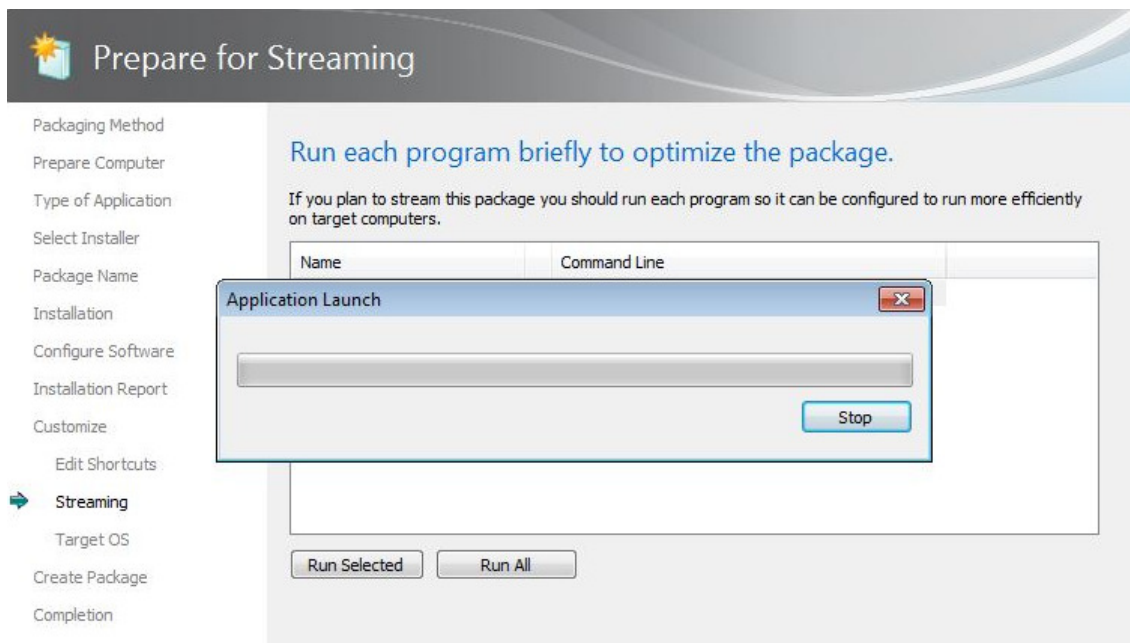 Prepare for Streaming
Packaging Method
Prepare Computer
Type of Application
Select Installer
Package Name
Installation
Configure Software
Installation Report
Customize
Edit Shortcuts
Streaming
Target OS
Create Package
Completion
Run each program briefly to optimize the package.
If you plan to stream this package you should run each program so it can be configured to run more efficiently
on target computers.
Name Command Line
Application Launch
Stop
Run Selected Run All